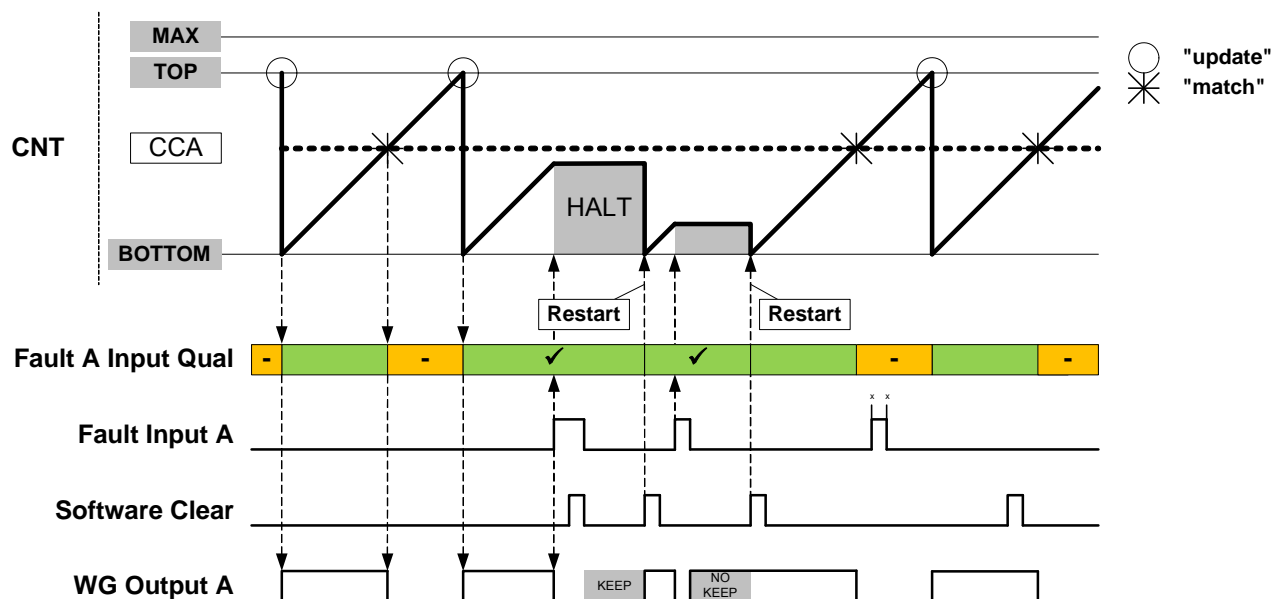 MAX
"update"
TOP
"match"
CNT
CCA
HALT
BOTTOM
Restart
Restart
Fault A Input Qual
- - ✓ ✓ - -
x x
Fault Input A
Software Clear
WG Output A
KEEP
NO
KEEP